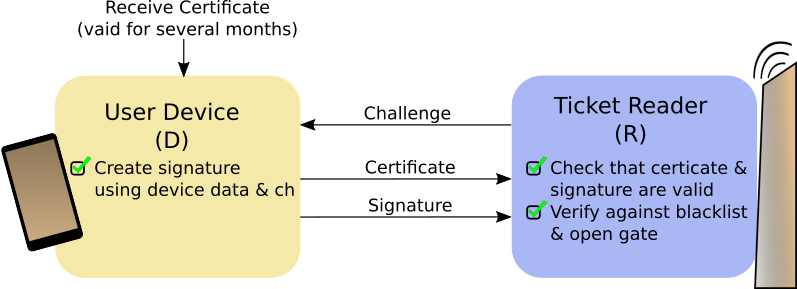 Receive Certificate
(vaid for several months)
User Device
(D)
Create signature
using device data & ch
Challenge
Certificate
Signature
Ticket Reader
(R)
Check that certicate &
signature are valid
Verify against blacklist
& open gate